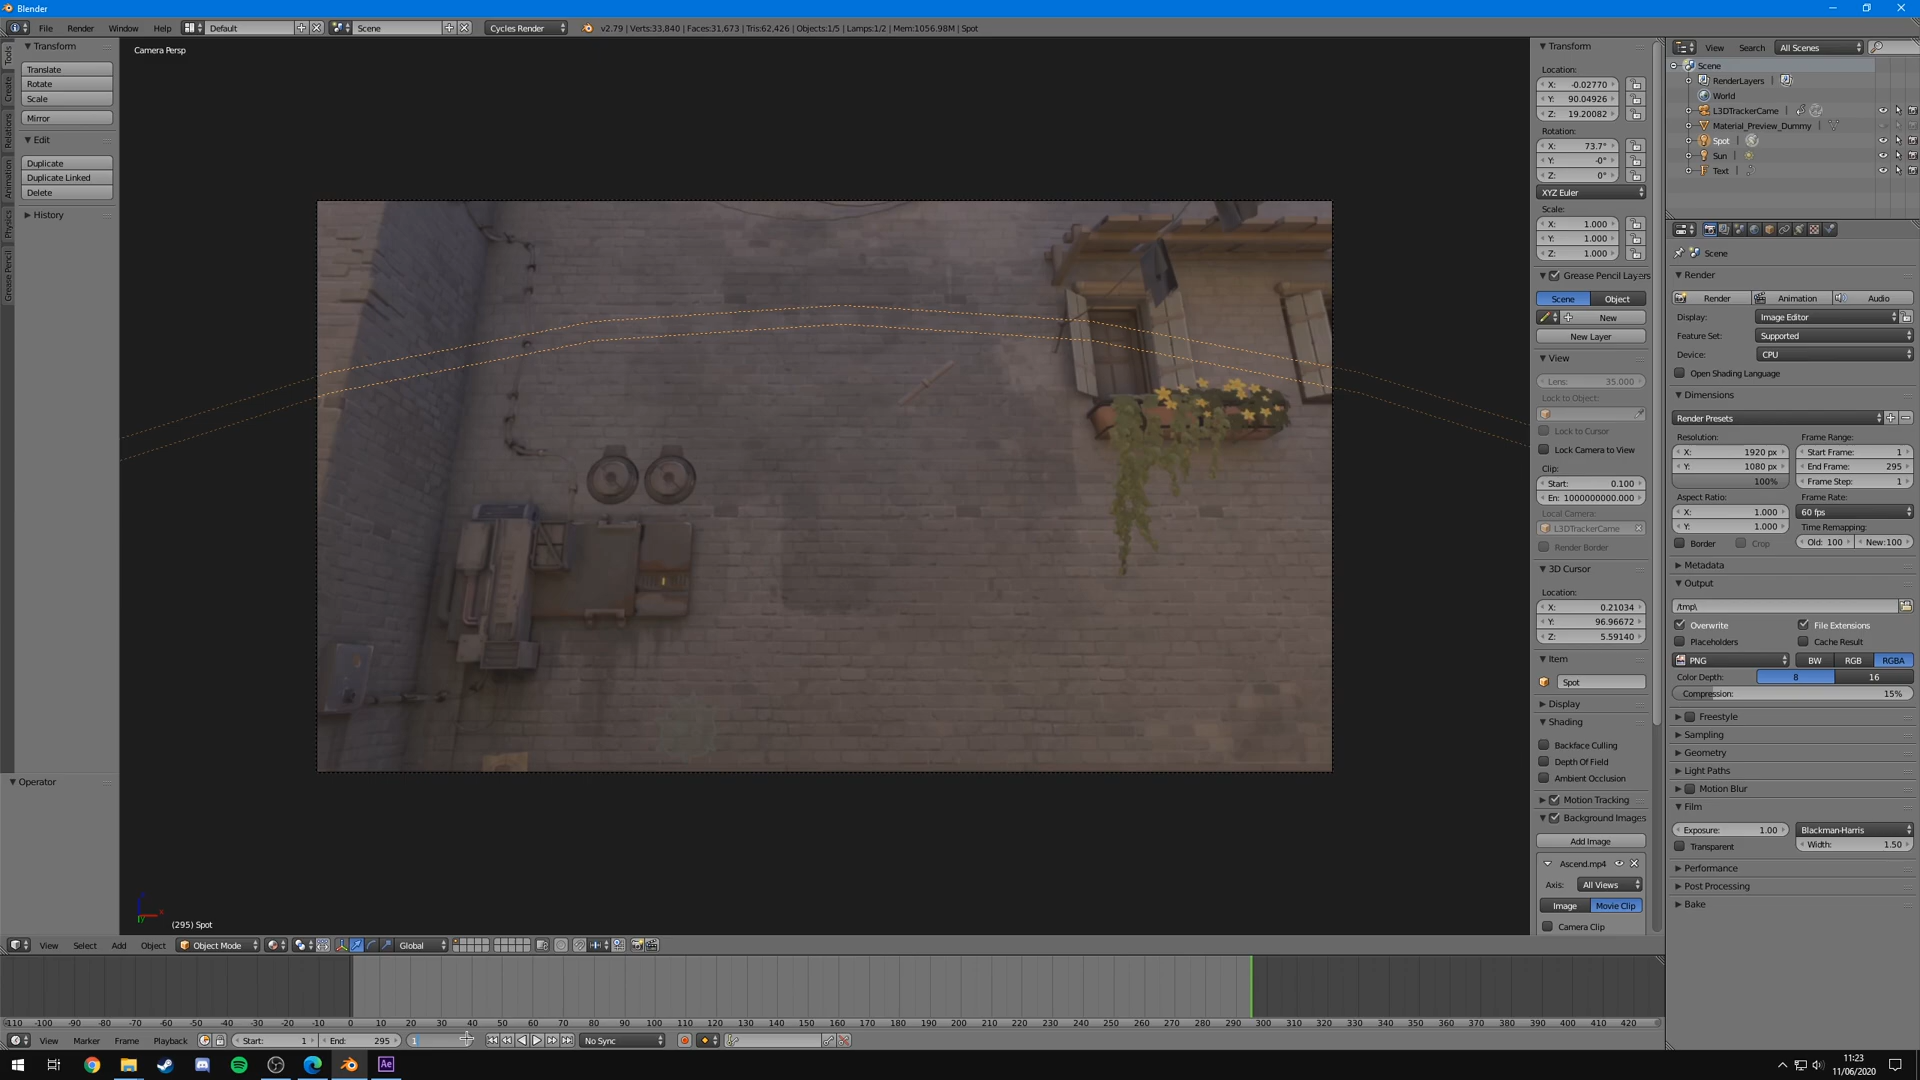 Blender
File Render Window Help Default Scene Cycles Render v2.79 | Verts:33,840 | Faces:31,673 | Tris:62,426 | Objects:1/5 | Lamps:1/2 | Mem:1056.98M | Spot
Tools
Create
Relations
Animation
Physics
Grease Pencil
Transform
Translate
Rotate
Scale
Mirror
Edit
Duplicate
Duplicate Linked
Delete
History
Operator
Camera Persp
(295) Spot
Transform
Location:
X: -0.02770
Y: 90.04926
Z: 19.20082
Rotation:
X: 73.7°
Y: -0°
Z: 0°
XYZ Euler
Scale:
X: 1.000
Y: 1.000
Z: 1.000
Grease Pencil Layers
Scene Object
New
New Layer
View
Lens: 35.000
Lock to Object:
Lock to Cursor
Lock Camera to View
Clip:
Start: 0.100
En: 1000000000.000
Local Camera:
L3DTrackerCame
Render Border
3D Cursor
Location:
X: 0.21034
Y: 96.96672
Z: 5.59140
Item
Spot
Display
Shading
Backface Culling
Depth Of Field
Ambient Occlusion
Motion Tracking
Background Images
Add Image
Ascend.mp4
Axis: All Views
Image Movie Clip
Camera Clip
View Search All Scenes
Scene
RenderLayers
World
L3DTrackerCame
Material_Preview_Dummy
Spot
Sun
Text
Scene
Render
Render Animation Audio
Display: Image Editor
Feature Set: Supported
Device: CPU
Open Shading Language
Dimensions
Render Presets
Resolution: Frame Range:
X: 1920 px Start Frame: 1
Y: 1080 px End Frame: 295
100% Frame Step: 1
Aspect Ratio: Frame Rate:
X: 1.000 60 fps
Y: 1.000 Time Remapping:
Border Crop Old: 100 New:100
Metadata
Output
/tmp\
Overwrite File Extensions
Placeholders Cache Result
PNG BW RGB RGBA
Color Depth: 8 16
Compression: 15%
Freestyle
Sampling
Geometry
Light Paths
Motion Blur
Film
Exposure: 1.00 Blackman-Harris
Transparent Width: 1.50
Performance
Post Processing
Bake
View Select Add Object Object Mode Global
-110 -100 -90 -80 -70 -60 -50 -40 -30 -20 -10 0 10 20 30 40 50 60 70 80 90 100 110 120 130 140 150 160 170 180 190 200 210 220 230 240 250 260 270 280 290 300 310 320 330 340 350 360 370 380 390 400 410 420
View Marker Frame Playback Start: 1 End: 295 1 No Sync
Ae
11:23
11/06/2020